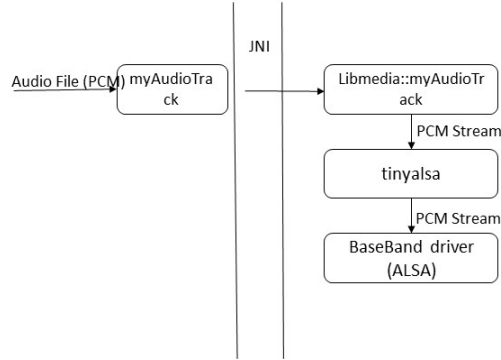 JNI
Audio File (PCM)
myAudioTra
ck
Libmedia::myAudioTr
ack
PCM Stream
tinyalsa
PCM Stream
BaseBand driver
(ALSA)